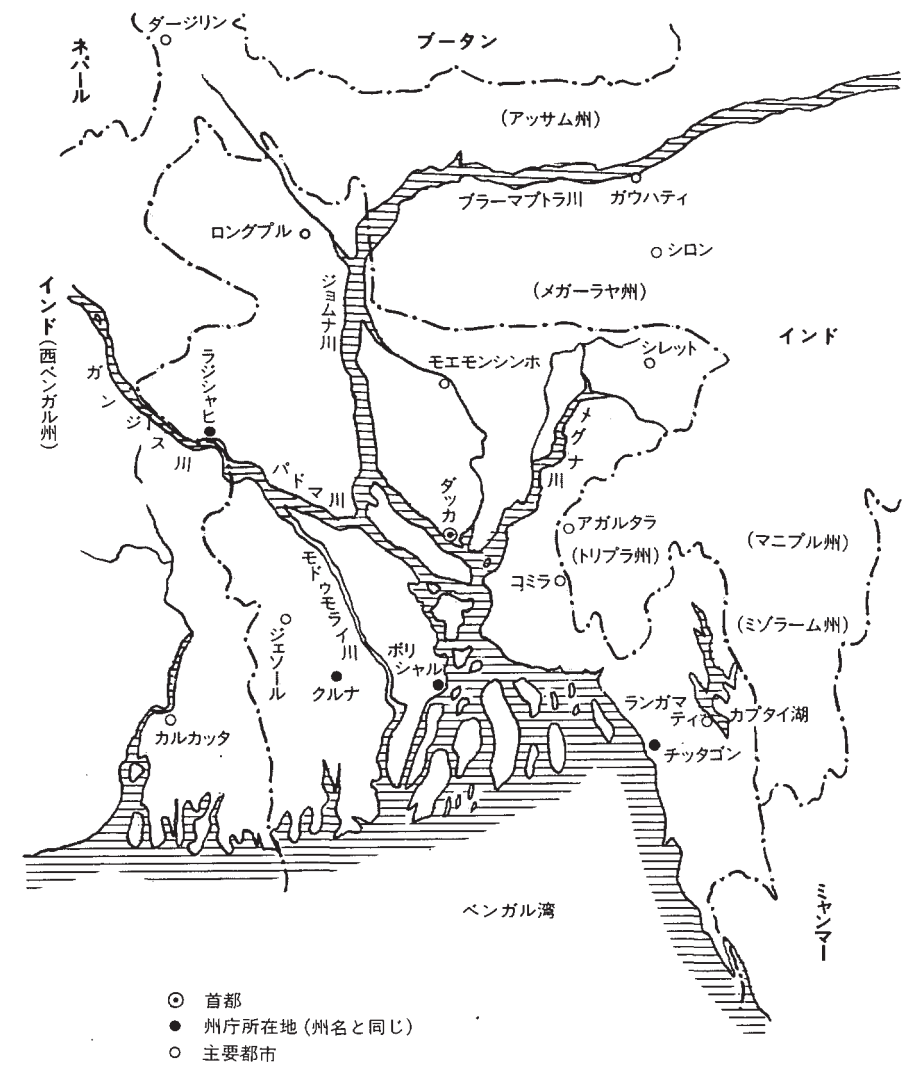 ダージリン
ネパール
ブータン
(アッサム州)
ブラーマプトラ川
ガウハティ
ロングプル
シロン
ジョムナ川
(メガーラヤ州)
インド(西ベンガル州)
インド
モエモンシンホ
シレット
ラジシャヒ
ガンジス川
メグナ川
パドマ川
ダッカ
アガルタラ
(トリプラ州)
(マニプル州)
コミラ
モドゥモライ川
(ミゾラーム州)
ジェソール
ボリ
シャル
クルナ
ランガマ
ティ
カプタイ湖
カルカッタ
チッタゴン
ベンガル湾
ミャンマー
首都
州庁所在地(州名と同じ)
主要都市